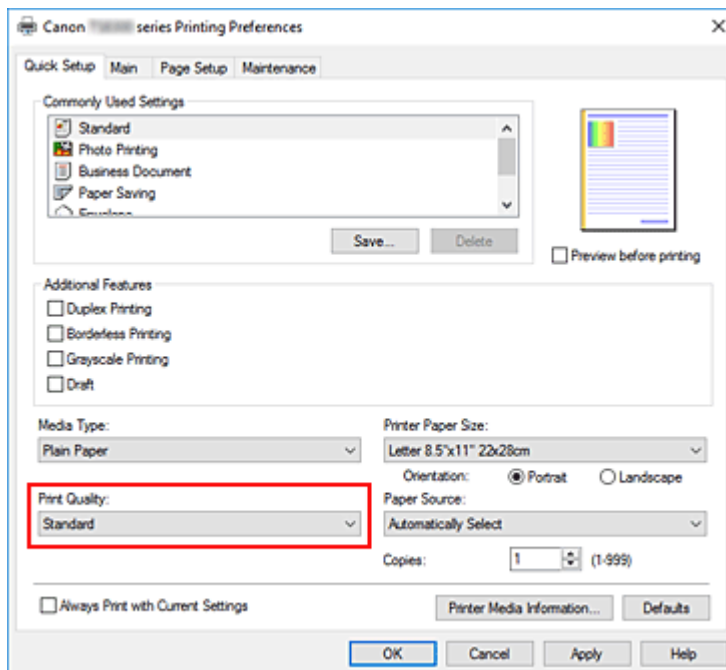 Canon series Printing Preferences
Quick Setup Main Page Setup Maintenance
Commonly Used Settings
Standard
Photo Printing
Business Document
Paper Saving
Envelope
Save... Delete
Preview before printing
Additional Features
Duplex Printing
Borderless Printing
Grayscale Printing
Draft
Media Type:
Plain Paper
Printer Paper Size:
Letter 8.5"x11" 22x28cm
Orientation: Portrait Landscape
Print Quality:
Standard
Paper Source:
Automatically Select
Copies: 1 (1-999)
Always Print with Current Settings
Printer Media Information... Defaults
OK Cancel Apply Help